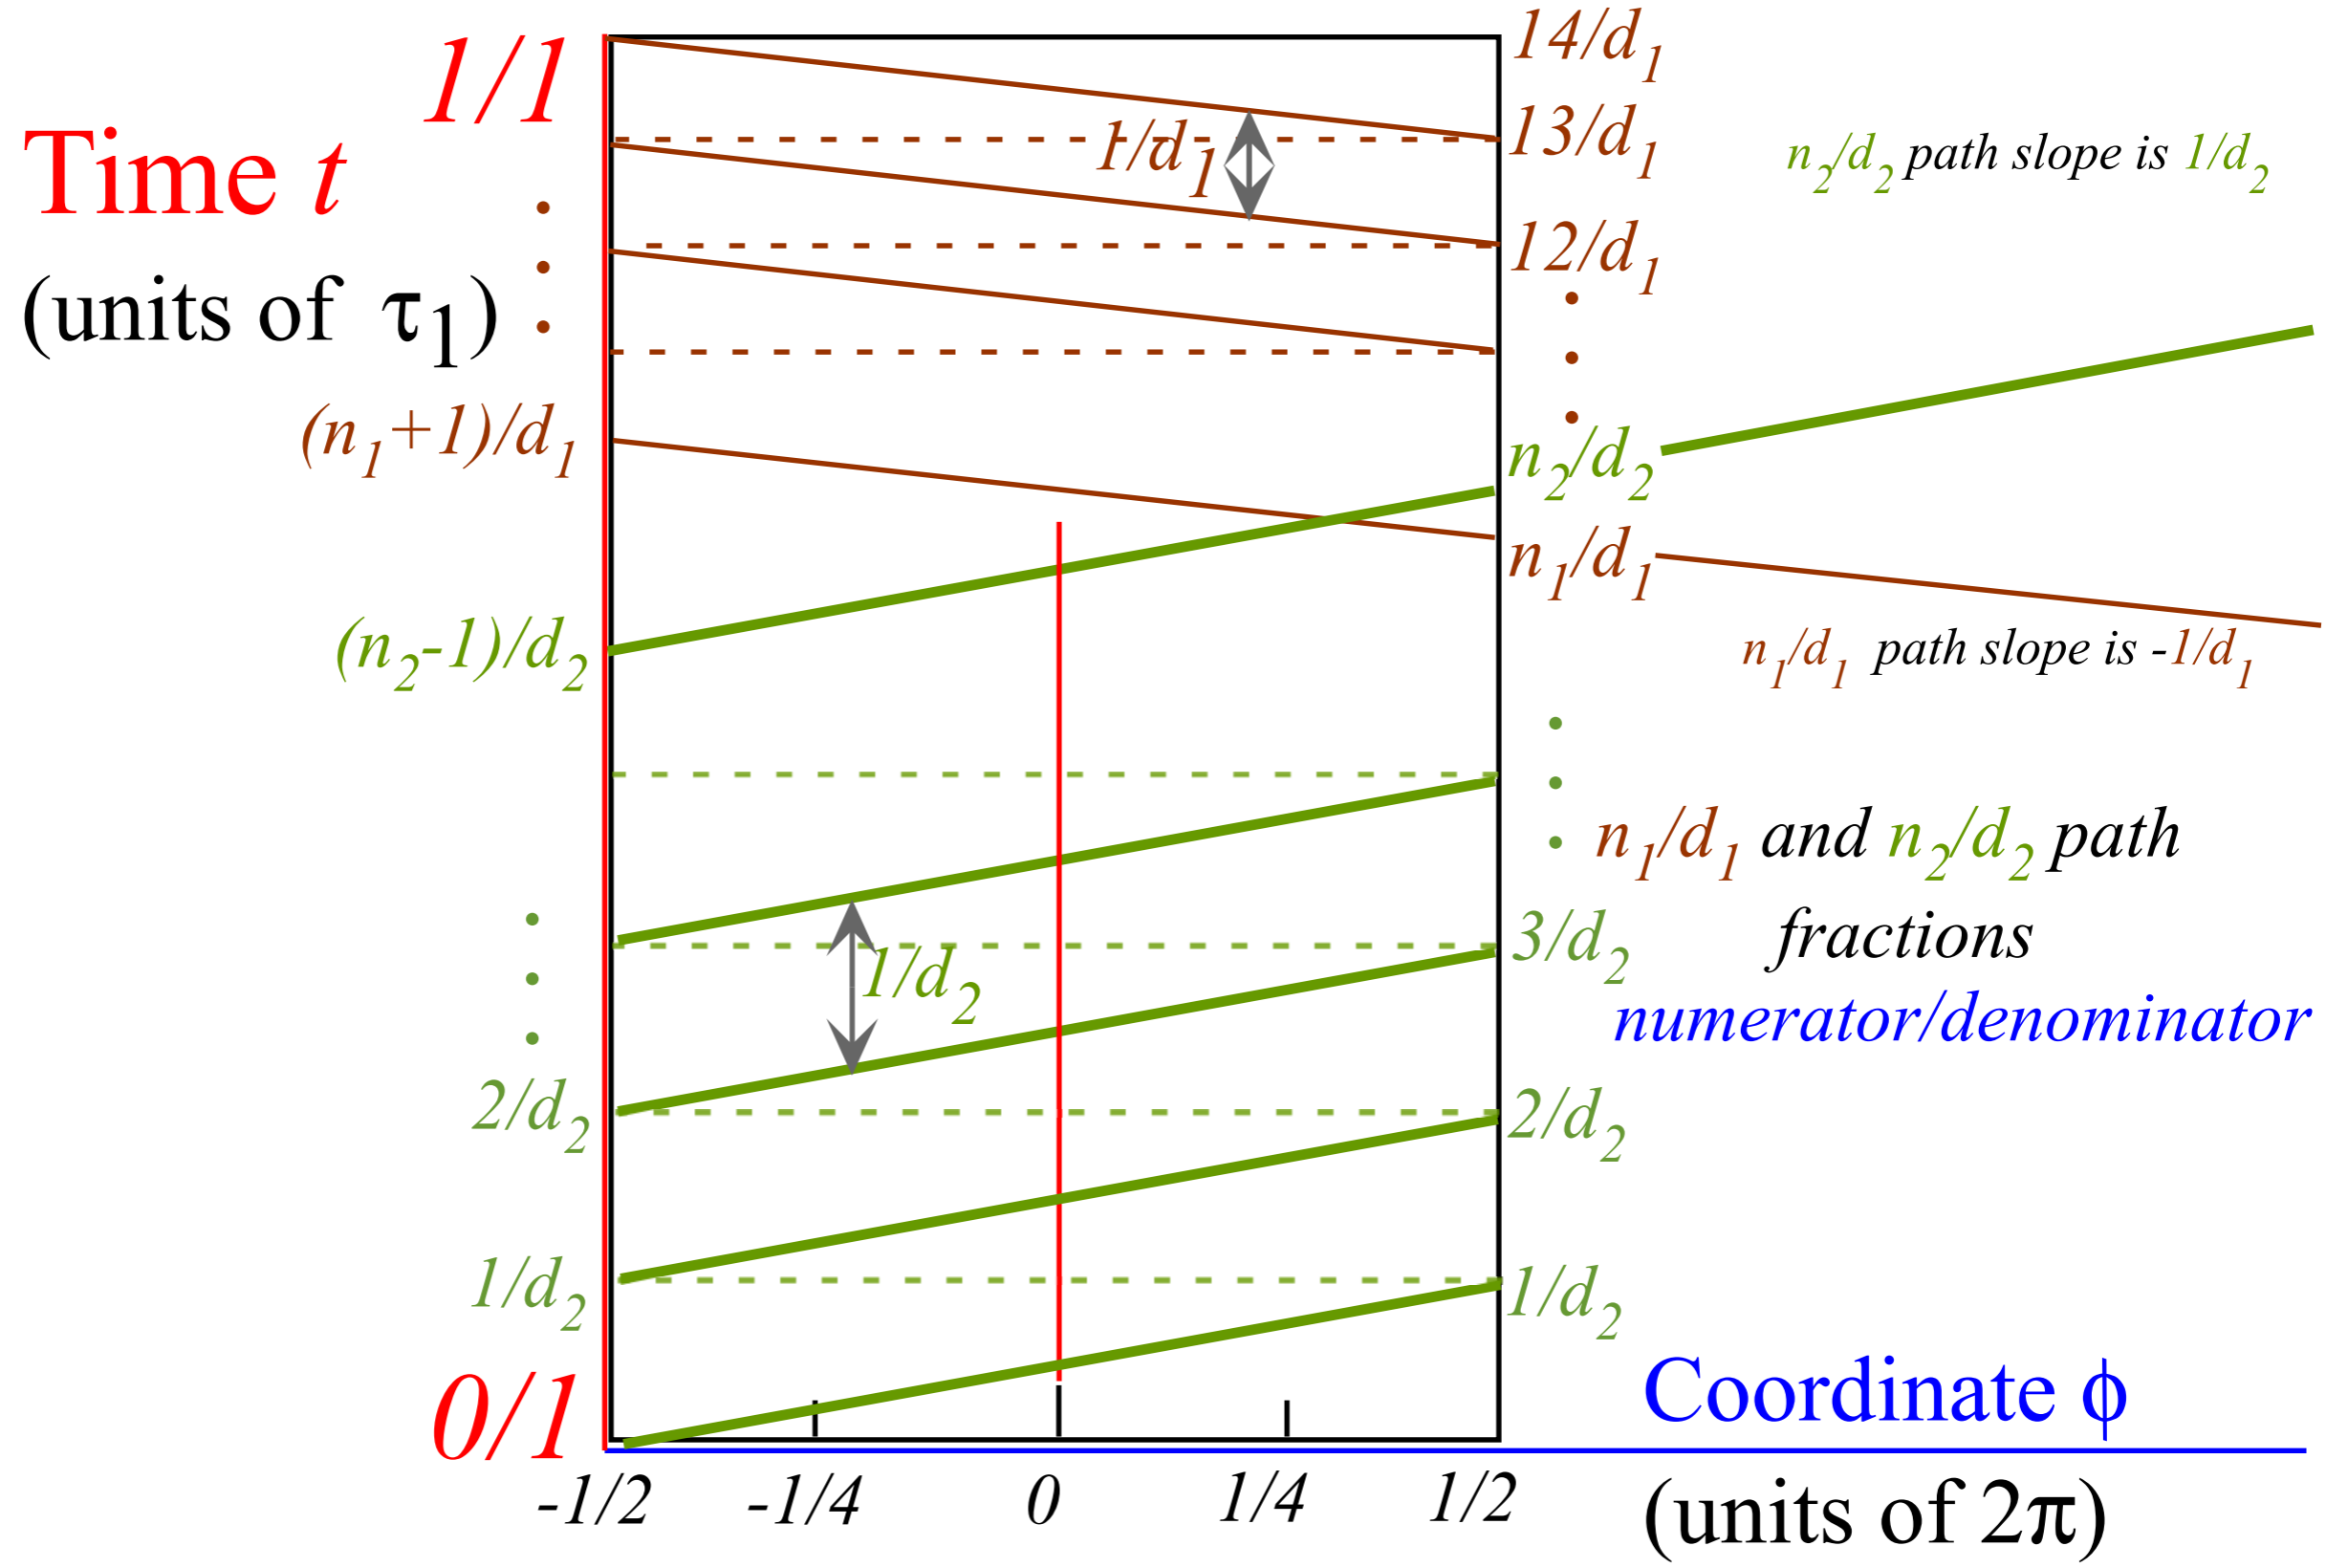 1/1
14/d1
Time t
1/d1
13/d1
n2/d2 path slope is 1/d2
(units of τ1)
12/d1
(n1+1)/d1
n2/d2
n1/d1
(n2-1)/d2
n1/d1 path slope is -1/d1
n1/d1 and n2/d2 path
fractions
numerator/denominator
1/d2
3/d2
2/d2
2/d2
1/d2
1/d2
0/1
Coordinate ϕ
-1/2 -1/4 0 1/4 1/2
(units of 2π)